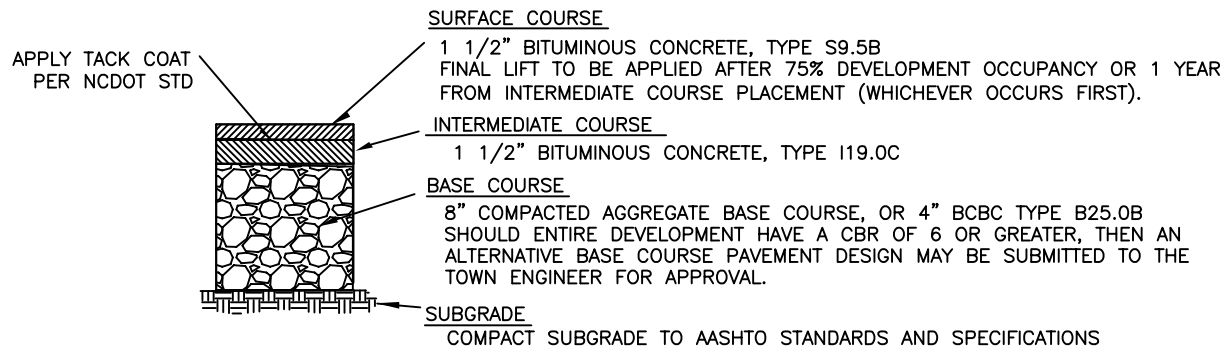 SURFACE COURSE
1 1/2” BITUMINOUS CONCRETE, TYPE S9.5B
FINAL LIFT TO BE APPLIED AFTER 75% DEVELOPMENT OCCUPANCY OR 1 YEAR
FROM INTERMEDIATE COURSE PLACEMENT (WHICHEVER OCCURS FIRST).
APPLY TACK COAT
PER NCDOT STD
INTERMEDIATE COURSE
1 1/2” BITUMINOUS CONCRETE, TYPE I19.0C
BASE COURSE
8” COMPACTED AGGREGATE BASE COURSE, OR 4” BCBC TYPE B25.0B
SHOULD ENTIRE DEVELOPMENT HAVE A CBR OF 6 OR GREATER, THEN AN
ALTERNATIVE BASE COURSE PAVEMENT DESIGN MAY BE SUBMITTED TO THE
TOWN ENGINEER FOR APPROVAL.
SUBGRADE
COMPACT SUBGRADE TO AASHTO STANDARDS AND SPECIFICATIONS